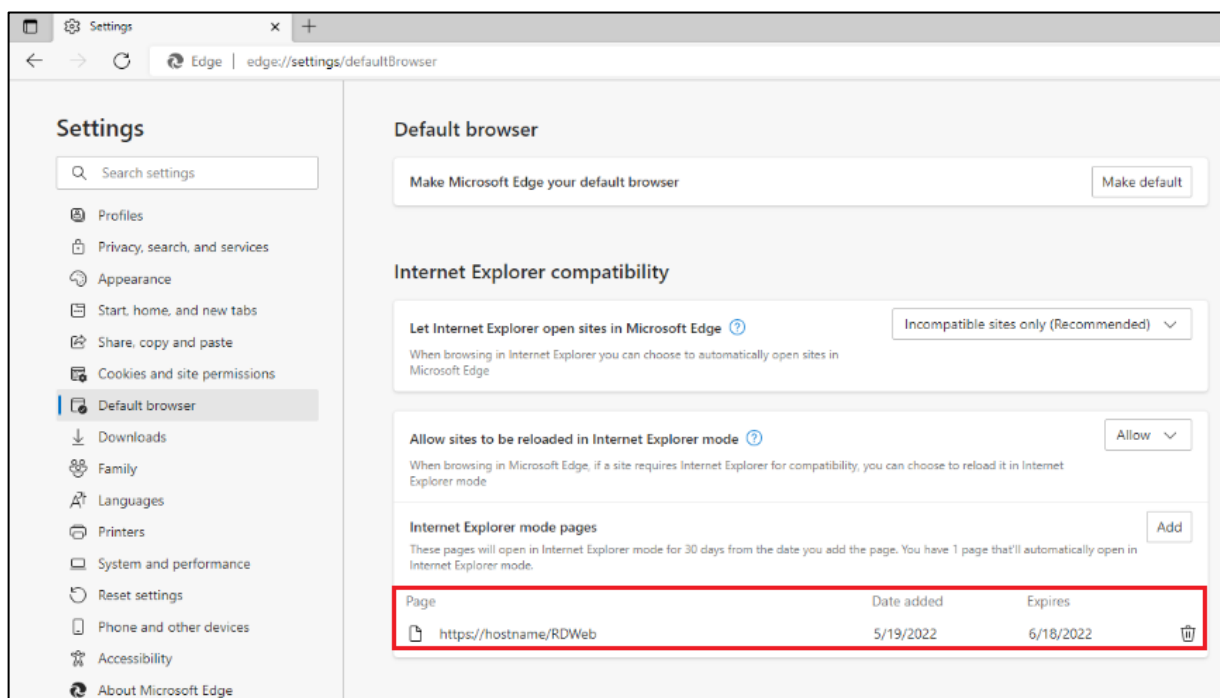 Settings
Edge | edge://settings/defaultBrowser
Settings
Search settings
Profiles
Privacy, search, and services
Appearance
Start, home, and new tabs
Share, copy and paste
Cookies and site permissions
Default browser
Downloads
Family
Languages
Printers
System and performance
Reset settings
Phone and other devices
Accessibility
About Microsoft Edge
Default browser
Make Microsoft Edge your default browser
Make default
Internet Explorer compatibility
Let Internet Explorer open sites in Microsoft Edge
Incompatible sites only (Recommended)
When browsing in Internet Explorer you can choose to automatically open sites in
Microsoft Edge
Allow sites to be reloaded in Internet Explorer mode
Allow
When browsing in Microsoft Edge, if a site requires Internet Explorer for compatibility, you can choose to reload it in Internet
Explorer mode
Internet Explorer mode pages
Add
These pages will open in Internet Explorer mode for 30 days from the date you add the page. You have 1 page that'll automatically open in
Internet Explorer mode.
Page Date added Expires
https://hostname/RDWeb 5/19/2022 6/18/2022